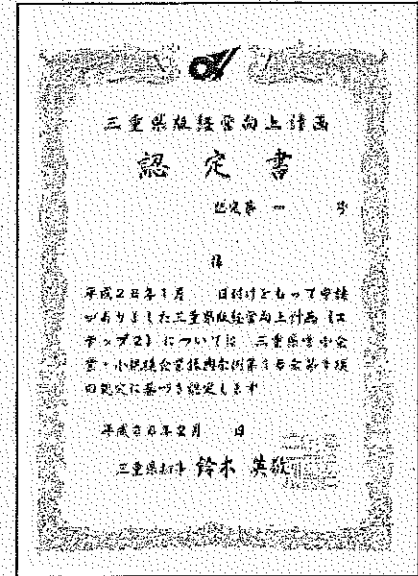 三重県版経営向上計画
認定書
認定第 ー 号
様
平成28年1月 日付けをもって申請
がありました三重県版経営向上計画(ス
テップ2)については 三重県中小企
業・小規模企業振興条例第 条第 項
の規定に基づき認定します
平成28年2月 日
三重県知事 鈴木 英敬